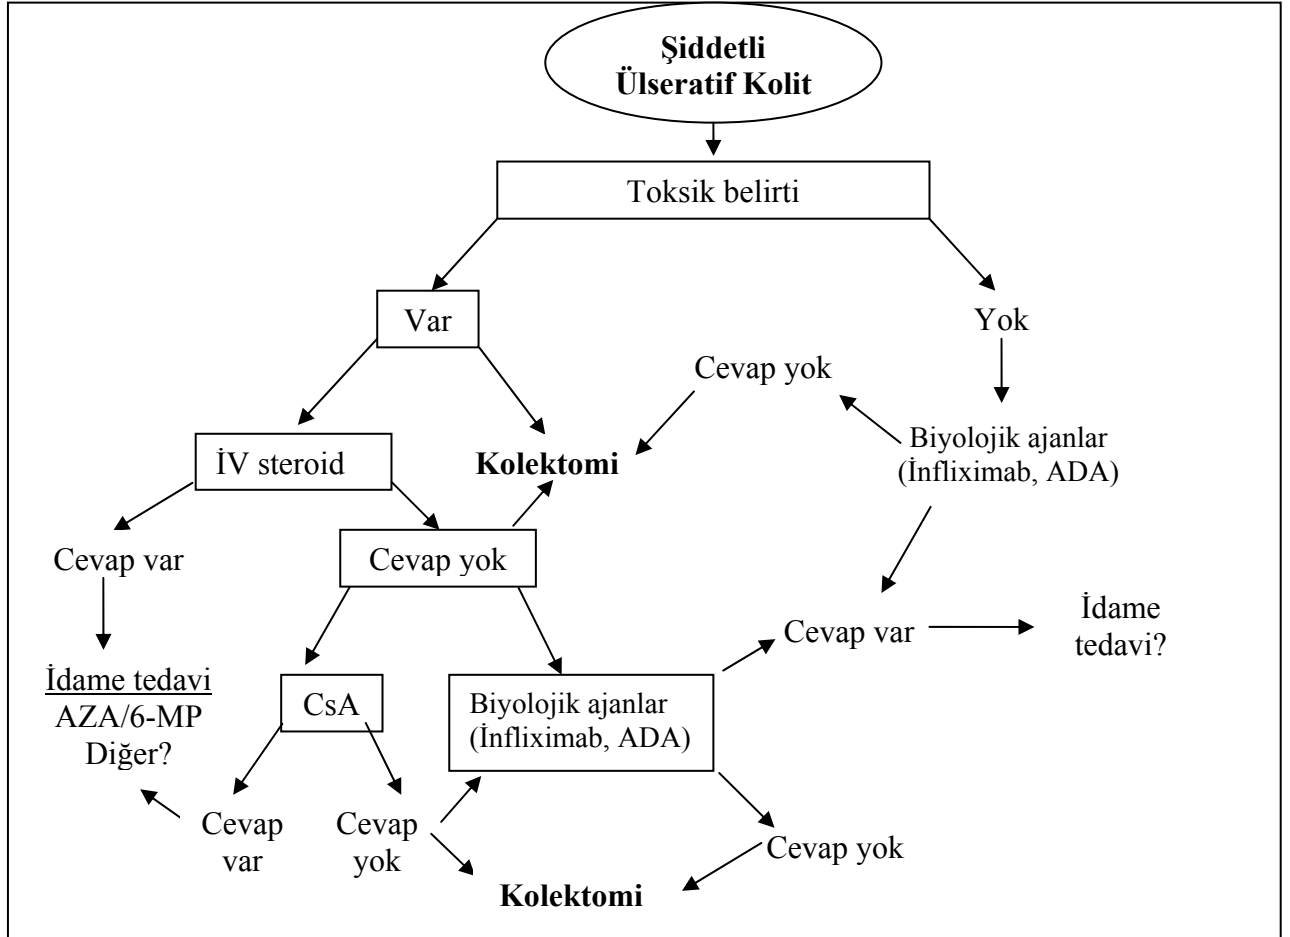 Şiddetli
Ülseratif Kolit
Toksik belirti
Var
Yok
Cevap yok
Biyolojik ajanlar
(İnfliximab, ADA)
İV steroid
Kolektomi
Cevap var
Cevap yok
Cevap var
İdame
tedavi?
İdame tedavi
AZA/6-MP
Diğer?
CsA
Biyolojik ajanlar
(İnfliximab, ADA)
Cevap
var
Cevap
yok
Cevap yok
Kolektomi